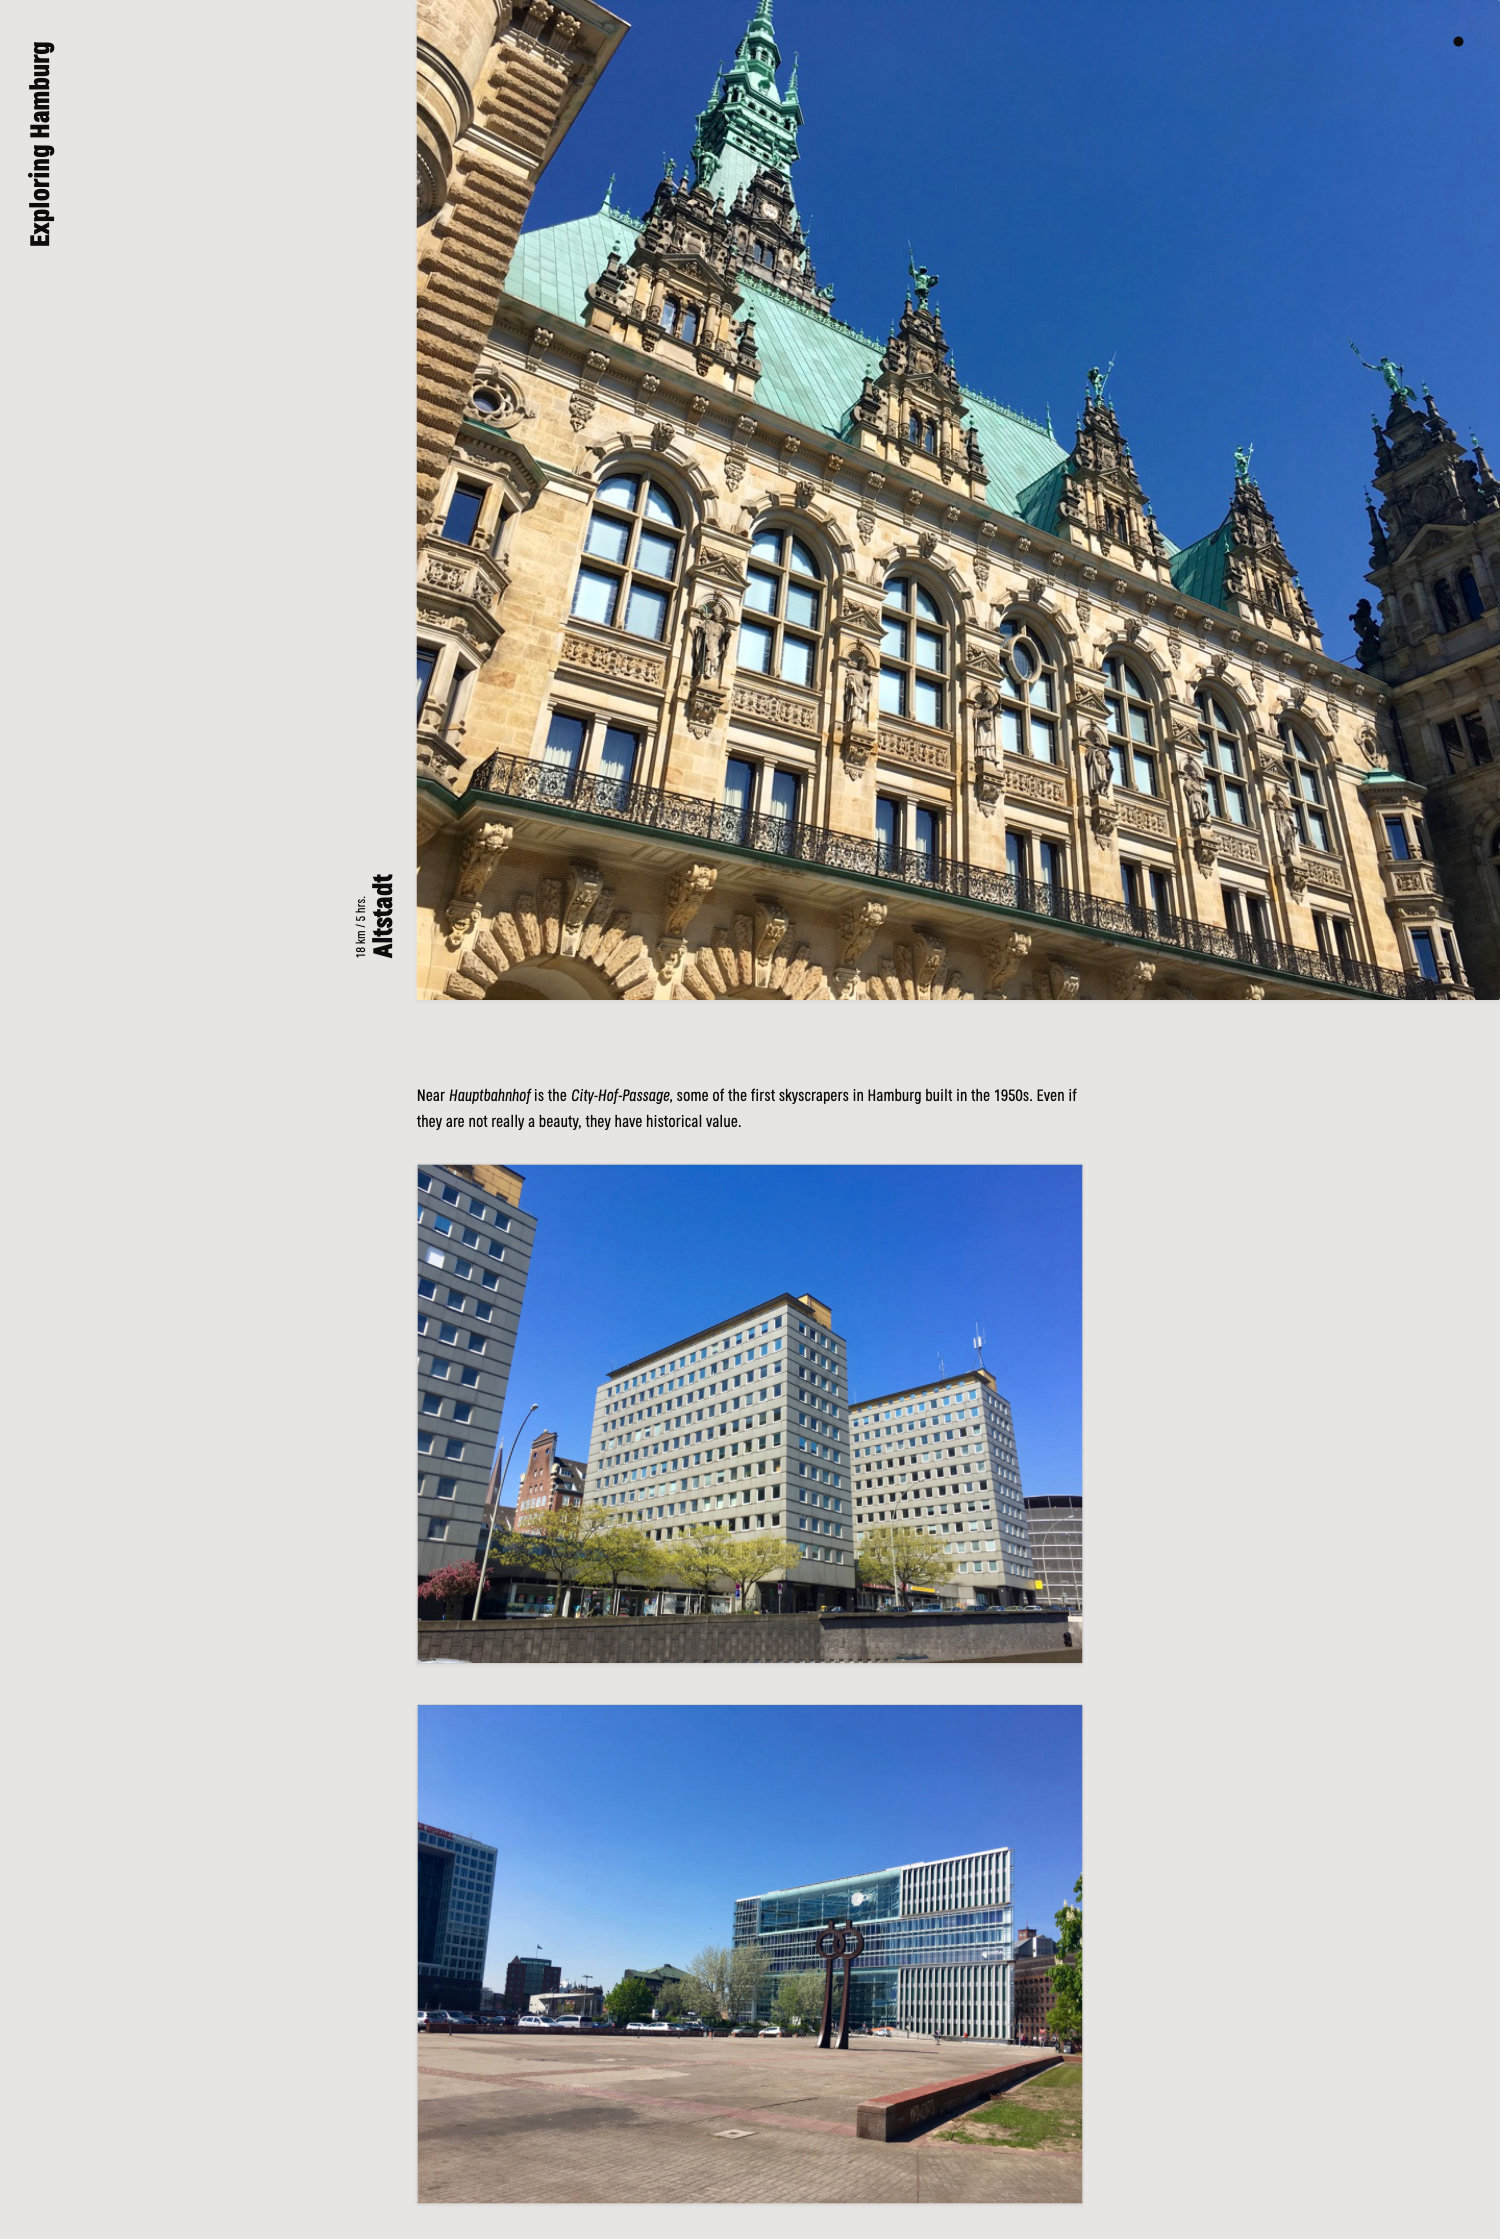 Exploring Hamburg
18 km / 5 hrs.
Altstadt
Near Hauptbahnhof is the City-Hof-Passage, some of the first skyscrapers in Hamburg built in the 1950s. Even if
they are not really a beauty, they have historical value.
SPIEGEL